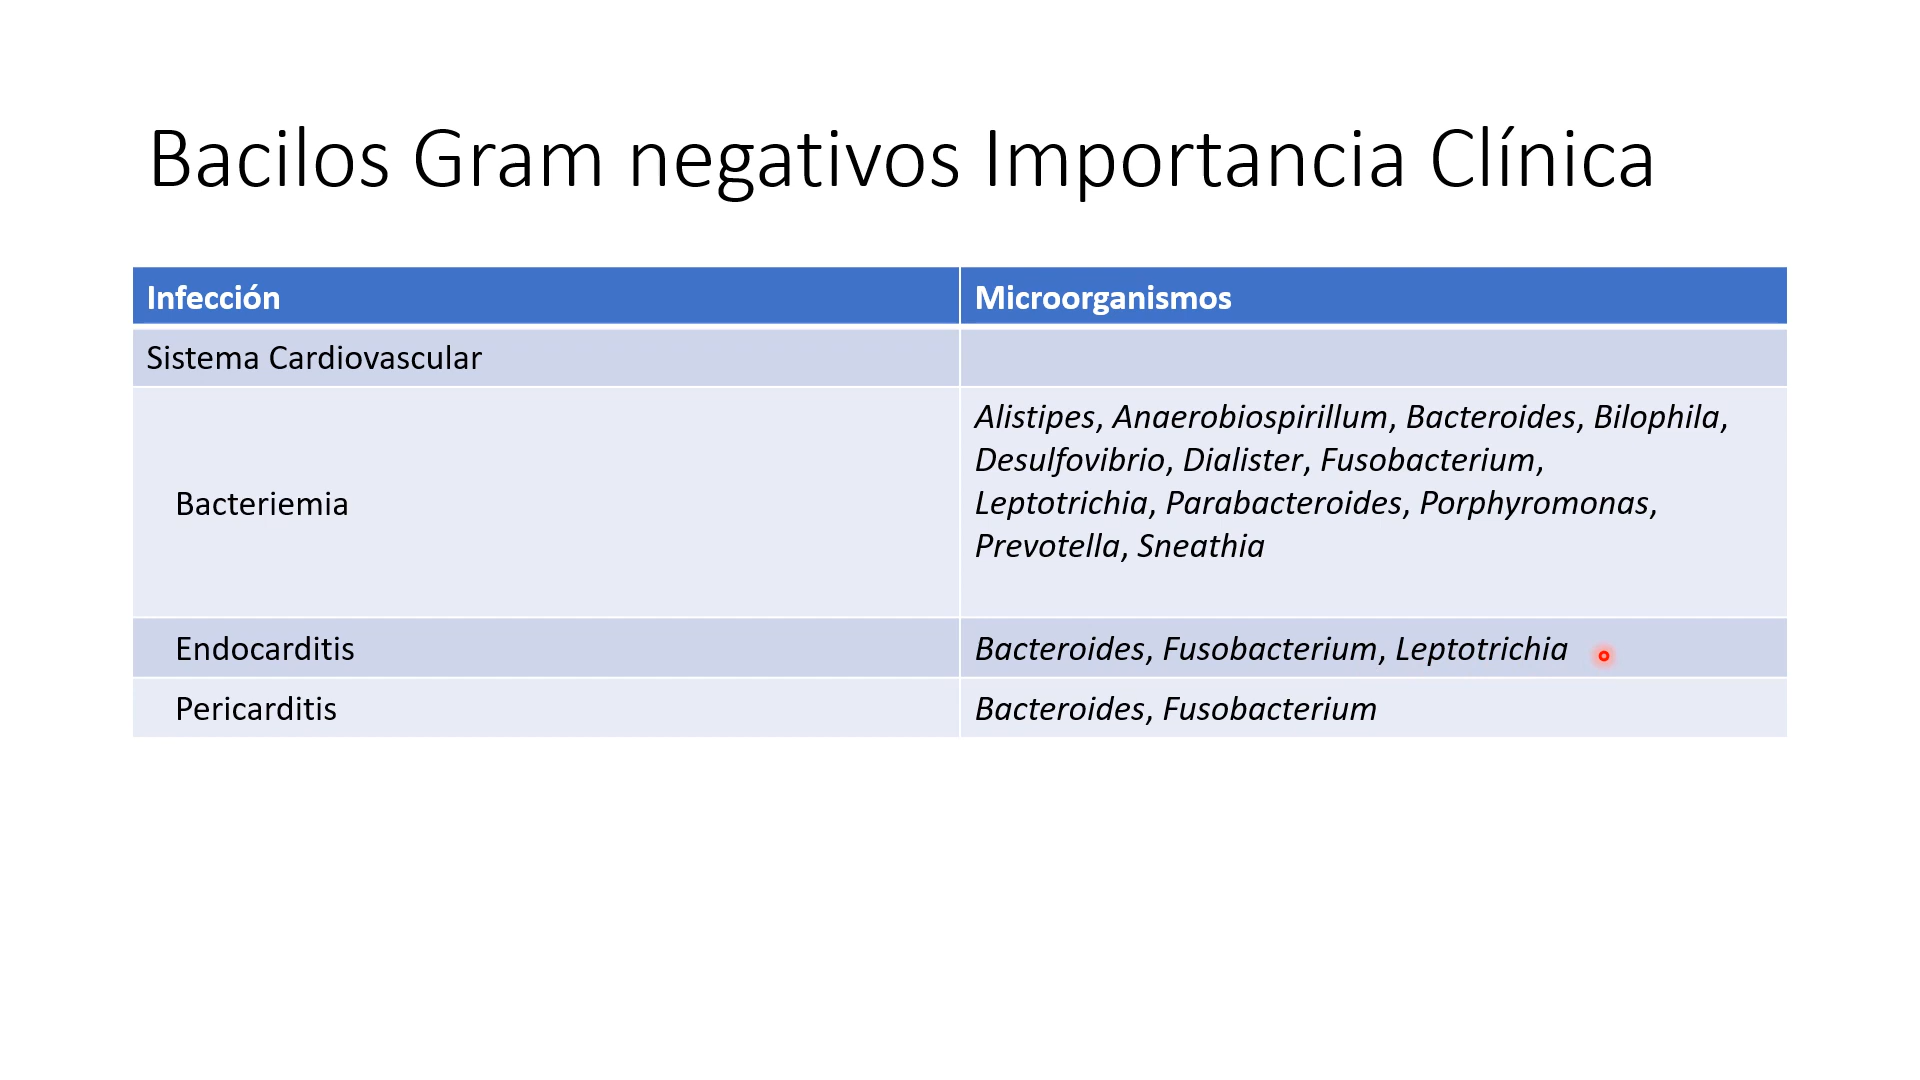 Bacilos Gram negativos Importancia Clínica
Infección
Microorganismos
Sistema Cardiovascular
Bacteriemia
Alistipes, Anaerobiospirillum, Bacteroides, Bilophila,
Desulfovibrio, Dialister, Fusobacterium,
Leptotrichia, Parabacteroides, Porphyromonas,
Prevotella, Sneathia
Endocarditis
Bacteroides, Fusobacterium, Leptotrichia
Pericarditis
Bacteroides, Fusobacterium